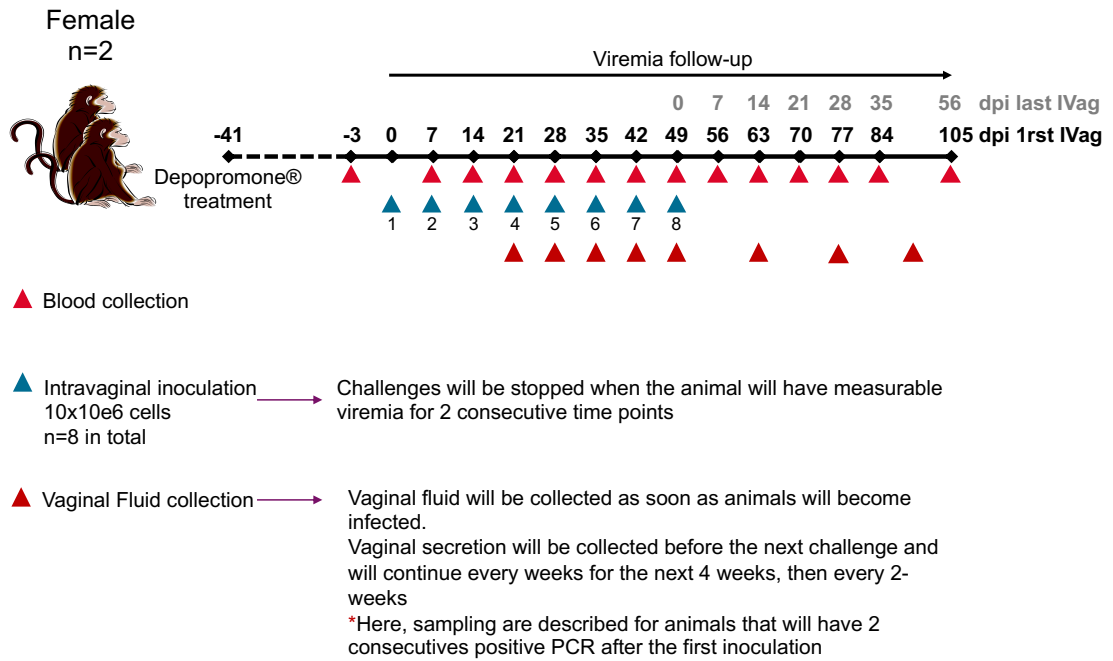 Female
n=2
Viremia follow-up
0 7 14 21 28 35 56 dpi last IVag
-41 -3 0 7 14 21 28 35 42 49 56 63 70 77 84 105 dpi 1rst IVag
Depopromone®
treatment
1 2 3 4 5 6 7 8
Blood collection
Intravaginal inoculation
10x10e6 cells
n=8 in total
Challenges will be stopped when the animal will have measurable
viremia for 2 consecutive time points
Vaginal Fluid collection
Vaginal fluid will be collected as soon as animals will become
infected.
Vaginal secretion will be collected before the next challenge and
will continue every weeks for the next 4 weeks, then every 2-
weeks
*Here, sampling are described for animals that will have 2
consecutives positive PCR after the first inoculation